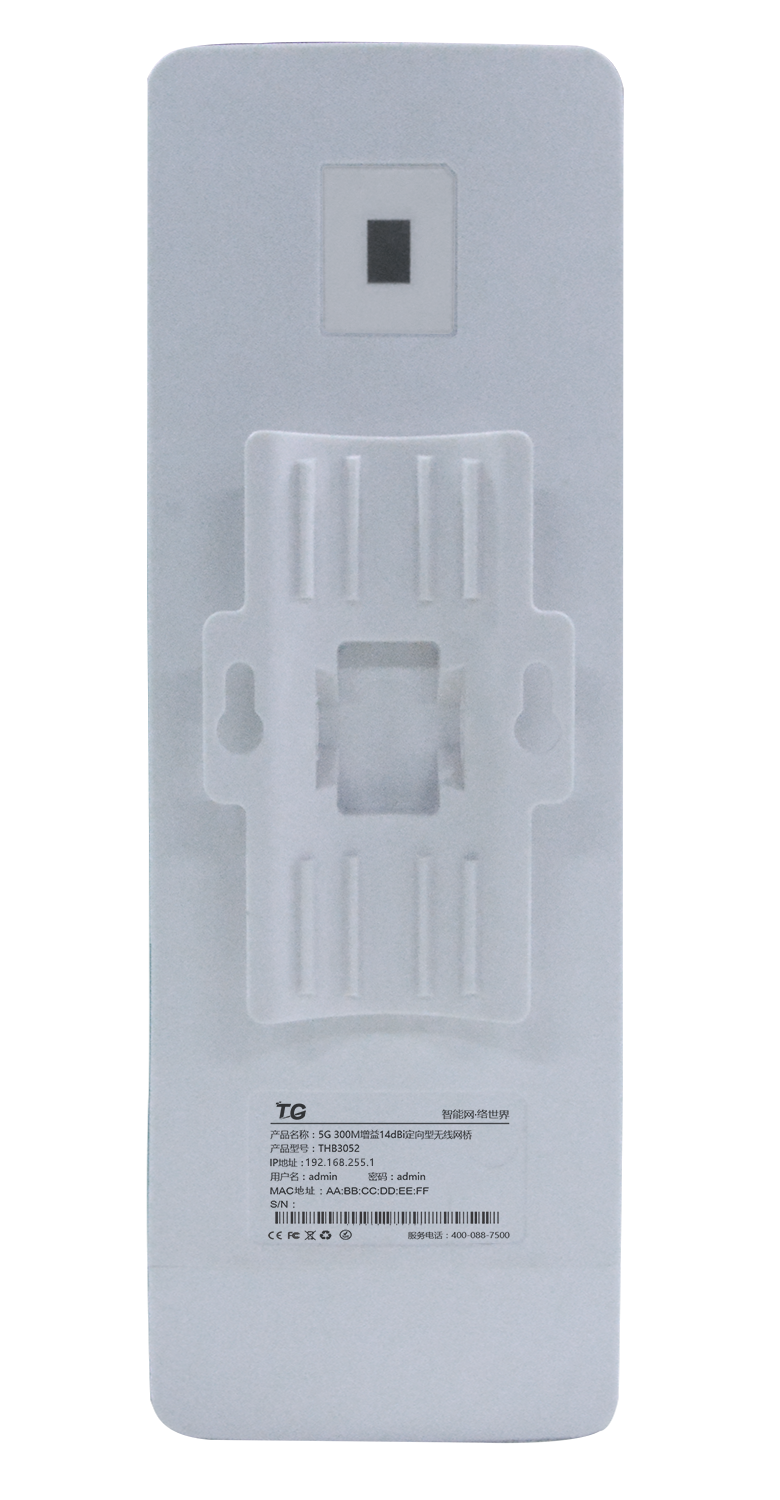 TG 智能网·络世界
产品名称：5G 300M增益14dBi定向型无线网桥
产品型号：THB3052
IP地址：192.168.255.1
用户名：admin 密码：admin
MAC地址：AA:BB:CC:DD:EE:FF
S/N：
CE FC 服务电话：400-088-7500